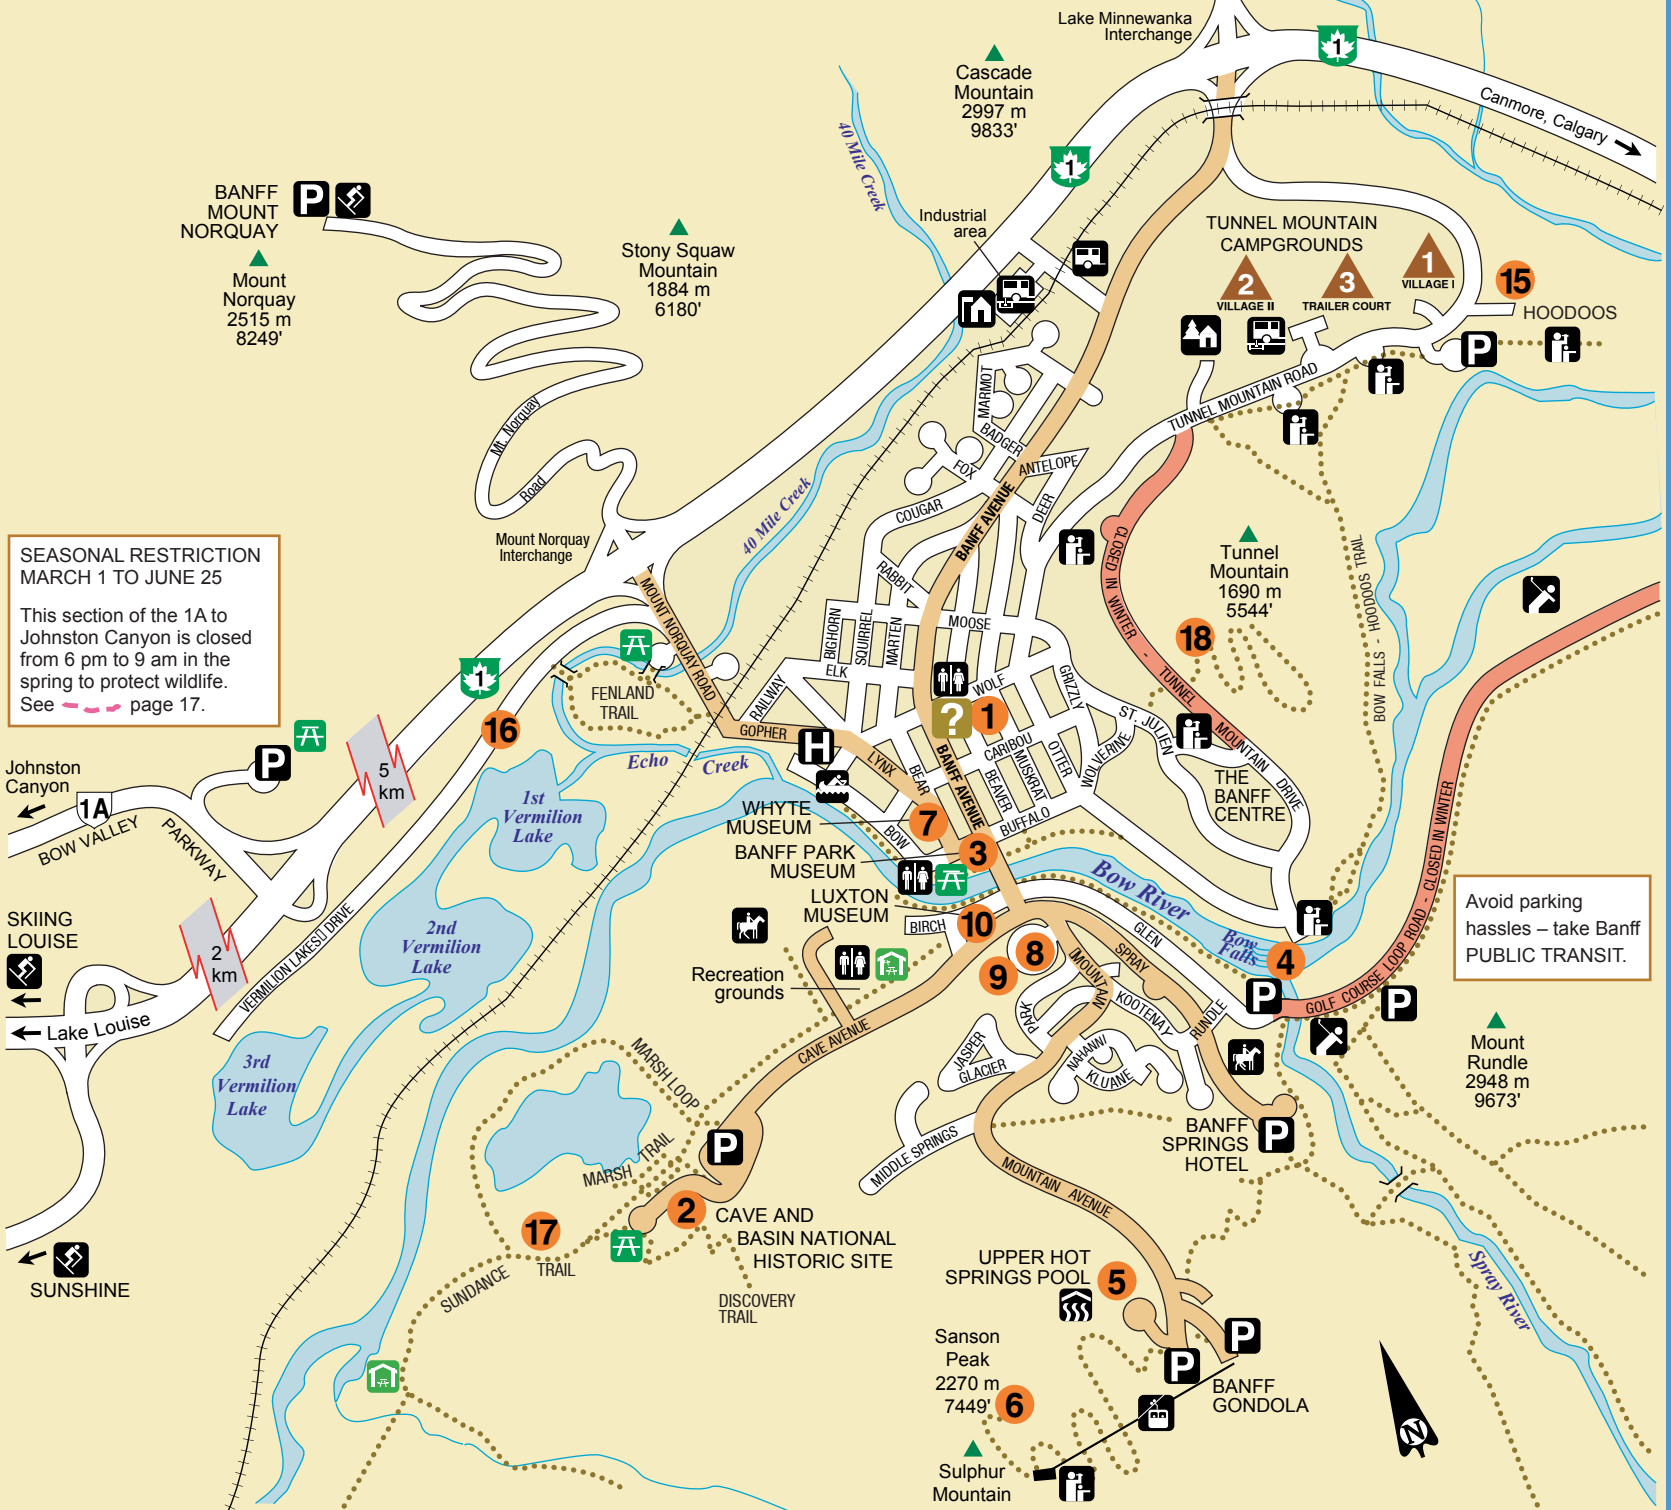 Lake Minnewanka
Interchange
1
Canmore, Calgary
Cascade
Mountain
2997 m
9833'
40 Mile Creek
1
BANFF
MOUNT
NORQUAY
P
Mount
Norquay
2515 m
8249'
Stony Squaw
Mountain
1884 m
6180'
Industrial
area
TUNNEL MOUNTAIN
CAMPGROUNDS
2
VILLAGE II
3
TRAILER COURT
1
VILLAGE I
15
HOODOOS
P
Mt. Norquay
Road
MARMOT
BADGER
FOX
ANTELOPE
COUGAR
DEER
BANFF AVENUE
TUNNEL MOUNTAIN ROAD
40 Mile Creek
Mount Norquay
Interchange
CLOSED IN WINTER - TUNNEL MOUNTAIN DRIVE
Tunnel
Mountain
1690 m
5544'
18
BOW FALLS - HOODOOS TRAIL
SEASONAL RESTRICTION
MARCH 1 TO JUNE 25
This section of the 1A to
Johnston Canyon is closed
from 6 pm to 9 am in the
spring to protect wildlife.
See page 17.
MOUNT NORQUAY ROAD
RABBIT
BIGHORN
SQUIRREL
MARTEN
MOOSE
ELK
WOLF
GRIZZLY
RAILWAY
FENLAND
TRAIL
1
16
GOPHER
H
LYNX
?
1
ST. JULIEN
CARIBOU
OTTER
MUSKRAT
BEAVER
WOLVERINE
BEAR
BANFF AVENUE
BUFFALO
BOW
THE
BANFF
CENTRE
Echo
Creek
Johnston
Canyon
1A
BOW VALLEY
PARKWAY
P
5
km
1st
Vermilion
Lake
WHYTE
MUSEUM
7
BANFF PARK
MUSEUM
3
LUXTON
MUSEUM
10
BIRCH
Bow River
Bow
Falls
4
P
GOLF COURSE LOOP ROAD - CLOSED IN WINTER
P
Avoid parking
hassles – take Banff
PUBLIC TRANSIT.
SKIING
LOUISE
2
km
VERMILION LAKES DRIVE
2nd
Vermilion
Lake
Lake Louise
3rd
Vermilion
Lake
Recreation
grounds
8
9
GLEN
SPRAY
MOUNTAIN
PARK
KOOTENAY
RUNDLE
JASPER
GLACIER
NAHANNI
KLUANE
CAVE AVENUE
MARSH LOOP
MARSH TRAIL
P
MIDDLE SPRINGS
MOUNTAIN AVENUE
BANFF
SPRINGS
HOTEL
P
Mount
Rundle
2948 m
9673'
2
CAVE AND
BASIN NATIONAL
HISTORIC SITE
17
SUNDANCE
TRAIL
DISCOVERY
TRAIL
SUNSHINE
UPPER HOT
SPRINGS POOL
5
Spray River
P
P
BANFF
GONDOLA
Sanson
Peak
2270 m
7449'
6
Sulphur
Mountain
N